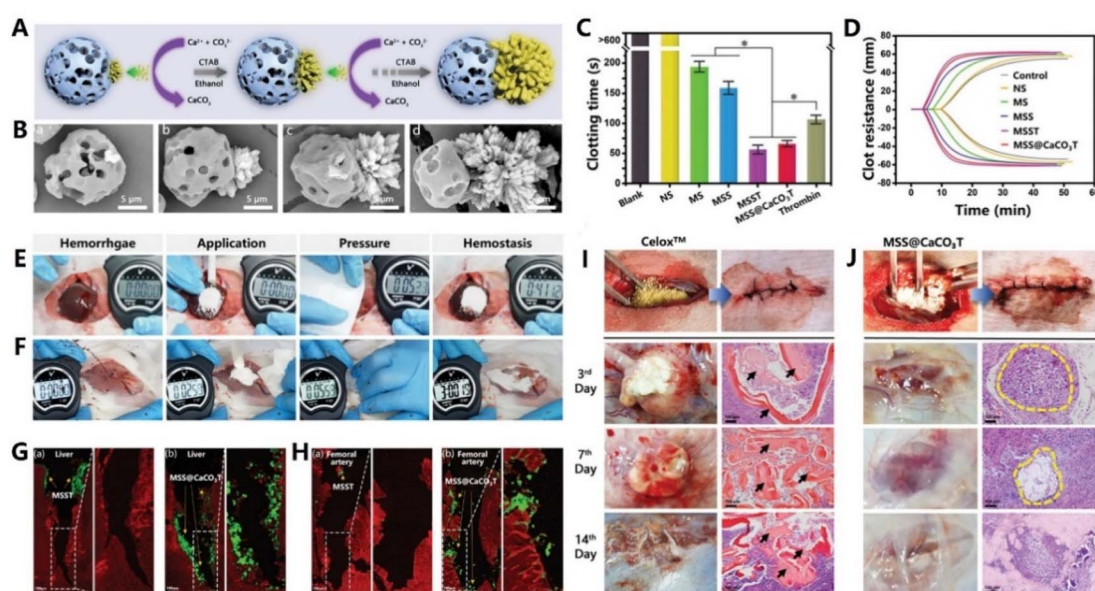 A
Ca²⁺ + CO₃²⁻
CTAB
Ethanol
CaCO₃
Ca²⁺ + CO₃²⁻
CTAB
Ethanol
CaCO₃
B
a
5 µm
b
5 µm
c
5 µm
d
µm
C
Clotting time (s)
>600
200
150
100
50
0
*
*
Blank
NS
MS
MSS
MSST
MSS@CaCO₃T
Thrombin
D
Clot resistance (mm)
80
60
40
20
0
-20
-40
-60
-80
0 10 20 30 40 50
Time (min)
Control
NS
MS
MSS
MSST
MSS@CaCO₃T
E
Hemorrhgae
Application
Pressure
Hemostasis
F
G
(a)
Liver
MSST
(b)
Liver
MSS@CaCO₃T
H
(a)
Femoral artery
MSST
(b)
Femoral artery
MSS@CaCO₃T
I
Celox™
J
MSS@CaCO₃T
3rd
Day
7th
Day
14th
Day